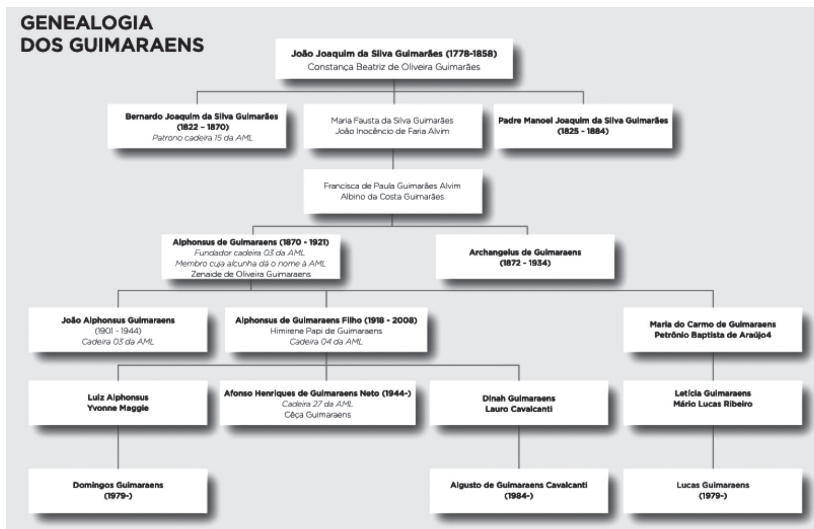 GENEALOGIA
DOS GUIMARAENS
João Joaquim da Silva Guimarães (1778-1858)
Constança Beatriz de Oliveira Guimarães
Bernardo Joaquim da Silva Guimarães
(1822 – 1870)
Patrono cadeira 15 da AML
Maria Fausta da Silva Guimarães
João Inocêncio de Faria Alvim
Padre Manoel Joaquim da Silva Guimarães
(1825 - 1884)
Francisca de Paula Guimarães Alvim
Albino da Costa Guimarães
Alphonsus de Guimaraens (1870 - 1921)
Fundador cadeira 03 da AML
Membro cuja alcunha dá o nome à AML
Zenaide de Oliveira Guimaraens
Archangelus de Guimaraens
(1872 - 1934)
João Alphonsus Guimaraens
(1901 - 1944)
Cadeira 03 da AML
Alphonsus de Guimaraens Filho (1918 - 2008)
Himirene Papi de Guimaraens
Cadeira 04 da AML
Maria do Carmo de Guimaraens
Petrônio Baptista de Araújo4
Luiz Alphonsus
Yvonne Maggie
Afonso Henriques de Guimaraens Neto (1944-)
Cadeira 27 da AML
Cêça Guimaraens
Dinah Guimaraens
Lauro Cavalcanti
Letícia Guimaraens
Mário Lucas Ribeiro
Domingos Guimaraens
(1979-)
Algusto de Guimaraens Cavalcanti
(1984-)
Lucas Guimaraens
(1979-)